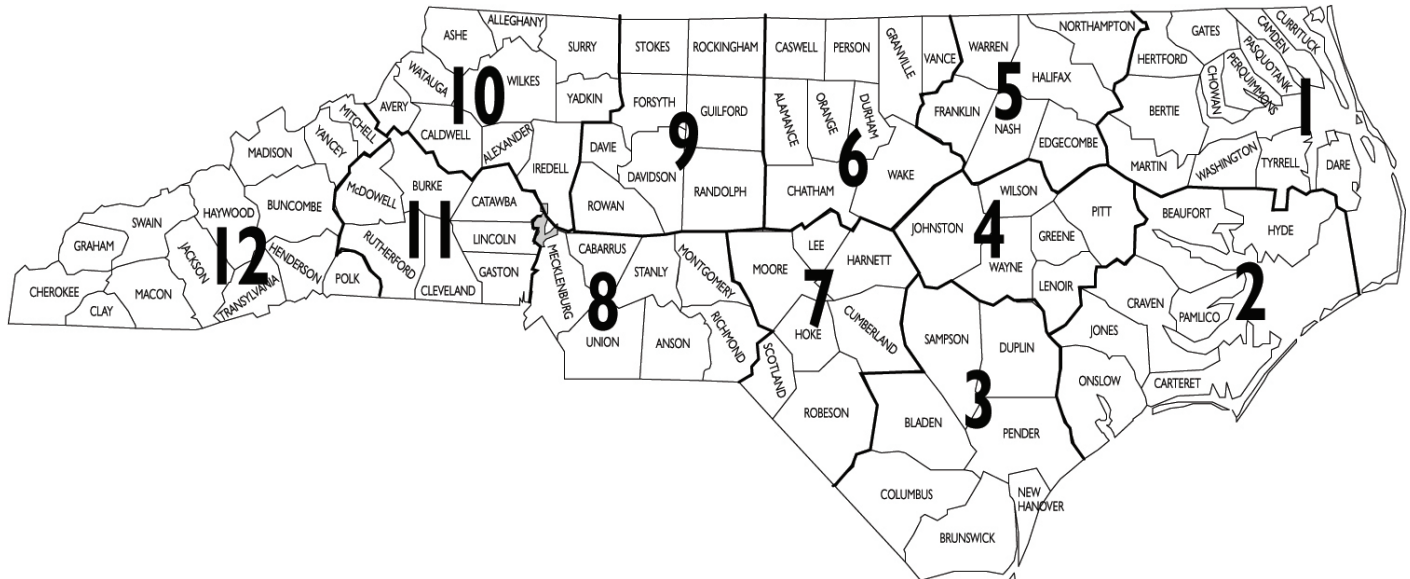 ALLEGHANY
ASHE
SURRY
STOKES
ROCKINGHAM
CASWELL
PERSON
GRANVILLE
VANCE
WARREN
NORTHAMPTON
GATES
CURRITUCK
CAMDEN
PASQUOTANK
PERQUIMMONS
CHOWAN
HERTFORD
HALIFAX
5
1
WATAUGA
10
WILKES
YADKIN
FORSYTH
GUILFORD
9
ALAMANCE
ORANGE
DURHAM
6
FRANKLIN
NASH
EDGECOMBE
BERTIE
MARTIN
WASHINGTON
TYRRELL
DARE
AVERY
MITCHELL
YANCEY
MADISON
CALDWELL
ALEXANDER
IREDELL
DAVIE
DAVIDSON
RANDOLPH
ROWAN
CHATHAM
WAKE
WILSON
JOHNSTON
4
GREENE
WAYNE
LENOIR
PITT
BEAUFORT
HYDE
2
CRAVEN
PAMLICO
JONES
ONSLOW
CARTERET
McDOWELL
BURKE
CATAWBA
11
LINCOLN
GASTON
CLEVELAND
RUTHERFORD
POLK
BUNCOMBE
HAYWOOD
SWAIN
GRAHAM
JACKSON
12
HENDERSON
TRANSYLVANIA
MACON
CHEROKEE
CLAY
MECKLENBURG
CABARRUS
STANLY
MONTGOMERY
8
UNION
ANSON
RICHMOND
MOORE
LEE
HARNETT
7
HOKE
CUMBERLAND
SCOTLAND
ROBESON
SAMPSON
DUPLIN
3
BLADEN
PENDER
COLUMBUS
NEW
HANOVER
BRUNSWICK